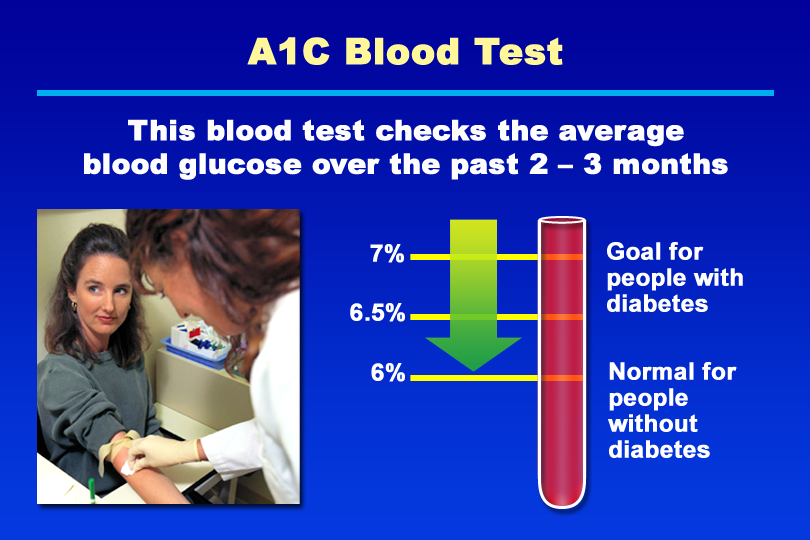 A1C Blood Test
This blood test checks the average
blood glucose over the past 2 – 3 months
7%
6.5%
6%
Goal for
people with
diabetes
Normal for
people
without
diabetes